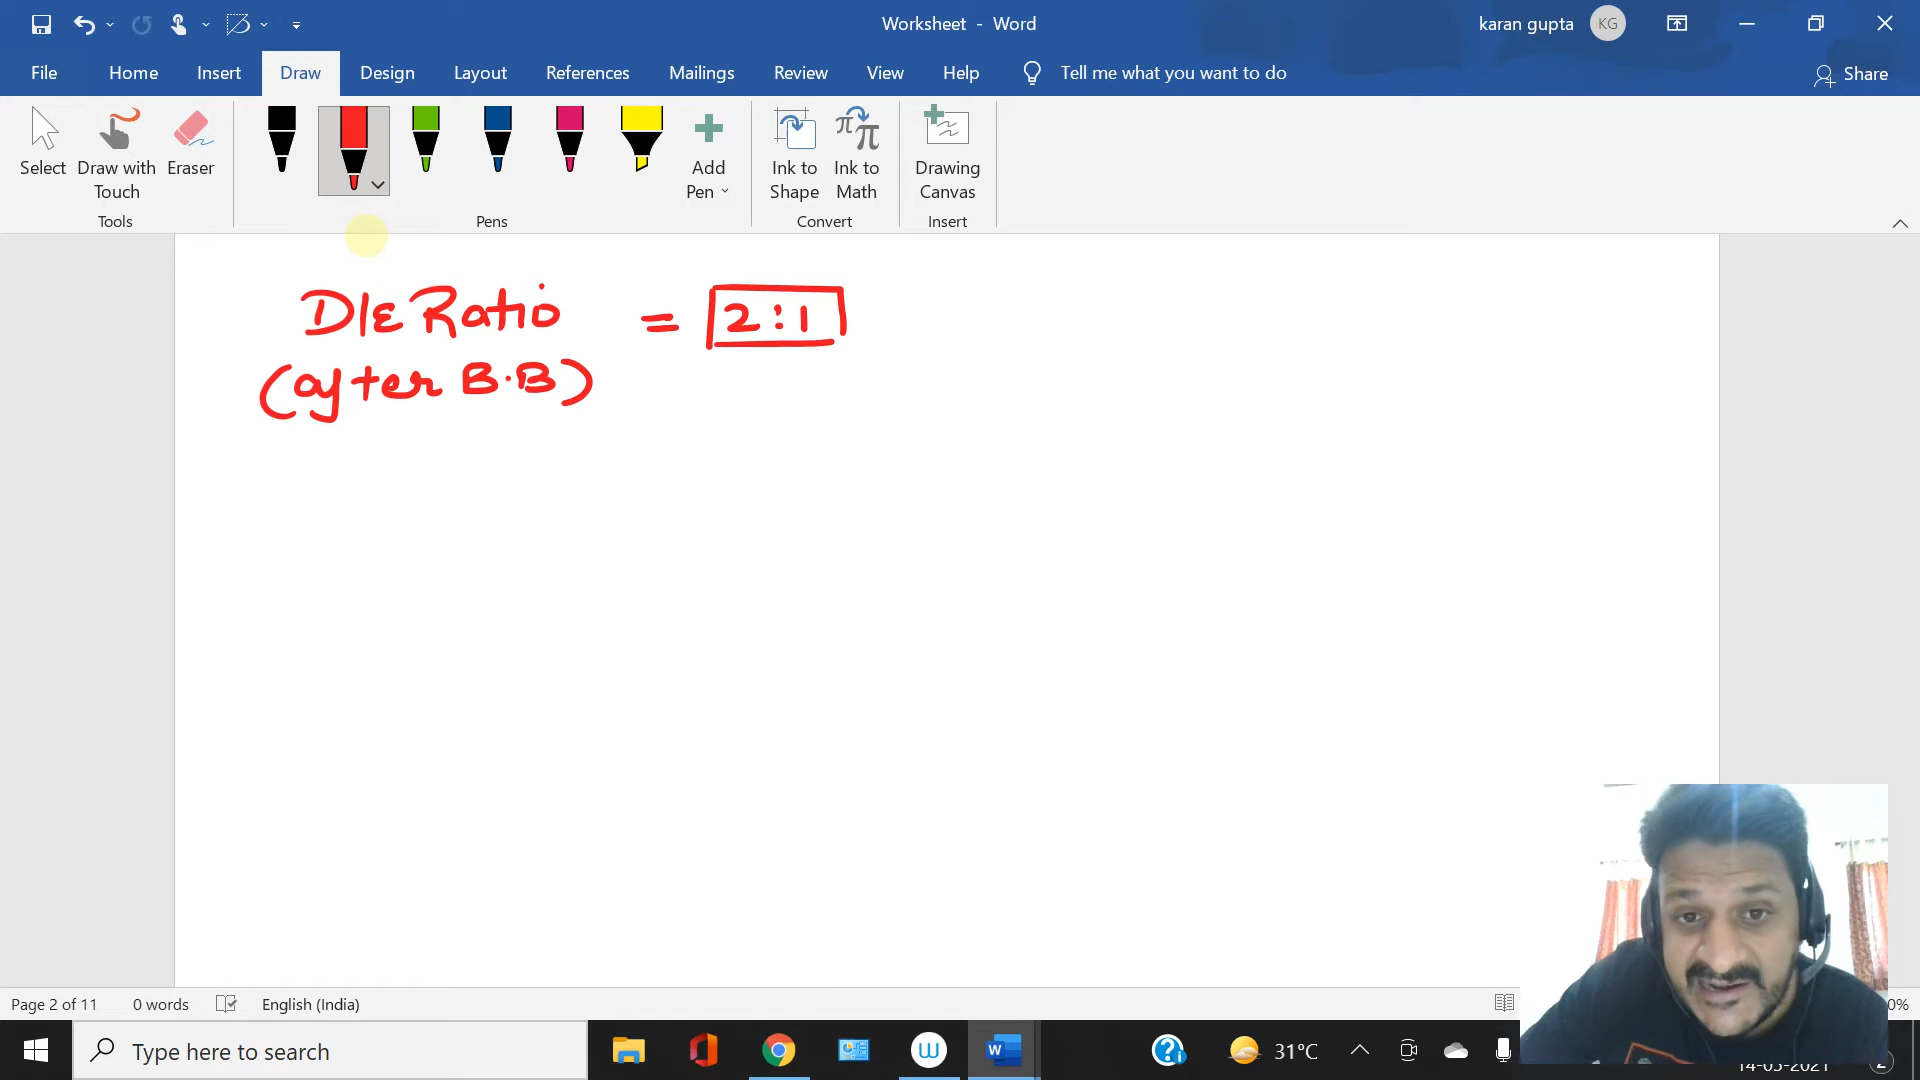 Worksheet - Word
karan gupta KG
File Home Insert Draw Design Layout References Mailings Review View Help Tell me what you want to do Share
Select Draw with Touch Eraser Add Pen Ink to Shape Ink to Math Drawing Canvas
Tools Pens Convert Insert
D/E Ratio = 2:1
(after B.B)
Page 2 of 11 0 words English (India) 0%
Type here to search 31°C